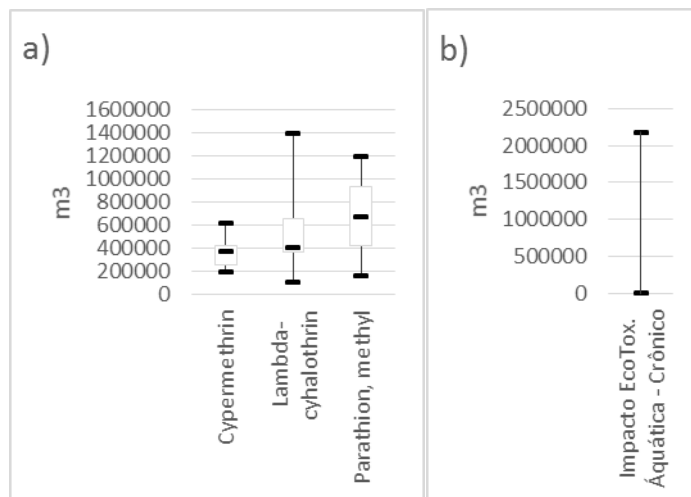 a)
1600000
1400000
1200000
1000000
800000
600000
400000
200000
0
m3
Cypermethrin
Lambda-
cyhalothrin
Parathion, methyl
b)
2500000
2000000
1500000
1000000
500000
0
m3
Impacto EcoTox.
Áquática - Crônico